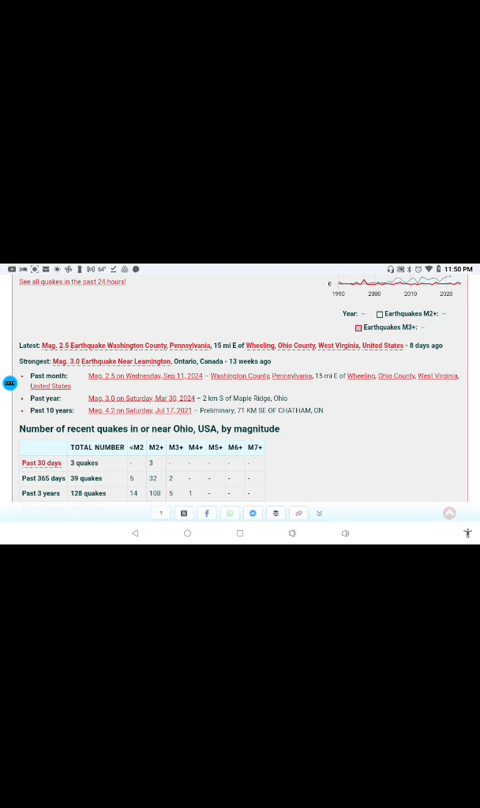 64° 11:50 PM
See all quakes in the past 24 hours!
0
1990 2000 2010 2020
Year: – Earthquakes M2+: –
Earthquakes M3+: –
Latest: Mag. 2.5 Earthquake Washington County, Pennsylvania, 15 mi E of Wheeling, Ohio County, West Virginia, United States - 8 days ago
Strongest: Mag. 3.0 Earthquake Near Leamington, Ontario, Canada - 13 weeks ago
• Past month: Mag. 2.5 on Wednesday, Sep 11, 2024 – Washington County, Pennsylvania, 15 mi E of Wheeling, Ohio County, West Virginia,
United States
• Past year: Mag. 3.0 on Saturday, Mar 30, 2024 – 2 km S of Maple Ridge, Ohio
• Past 10 years: Mag. 4.2 on Saturday, Jul 17, 2021 – Preliminary; 71 KM SE OF CHATHAM, ON
Number of recent quakes in or near Ohio, USA, by magnitude
TOTAL NUMBER <M2 M2+ M3+ M4+ M5+ M6+ M7+
Past 30 days 3 quakes - 3 - - - - -
Past 365 days 39 quakes 5 32 2 - - - -
Past 3 years 128 quakes 14 108 5 1 - - -
?